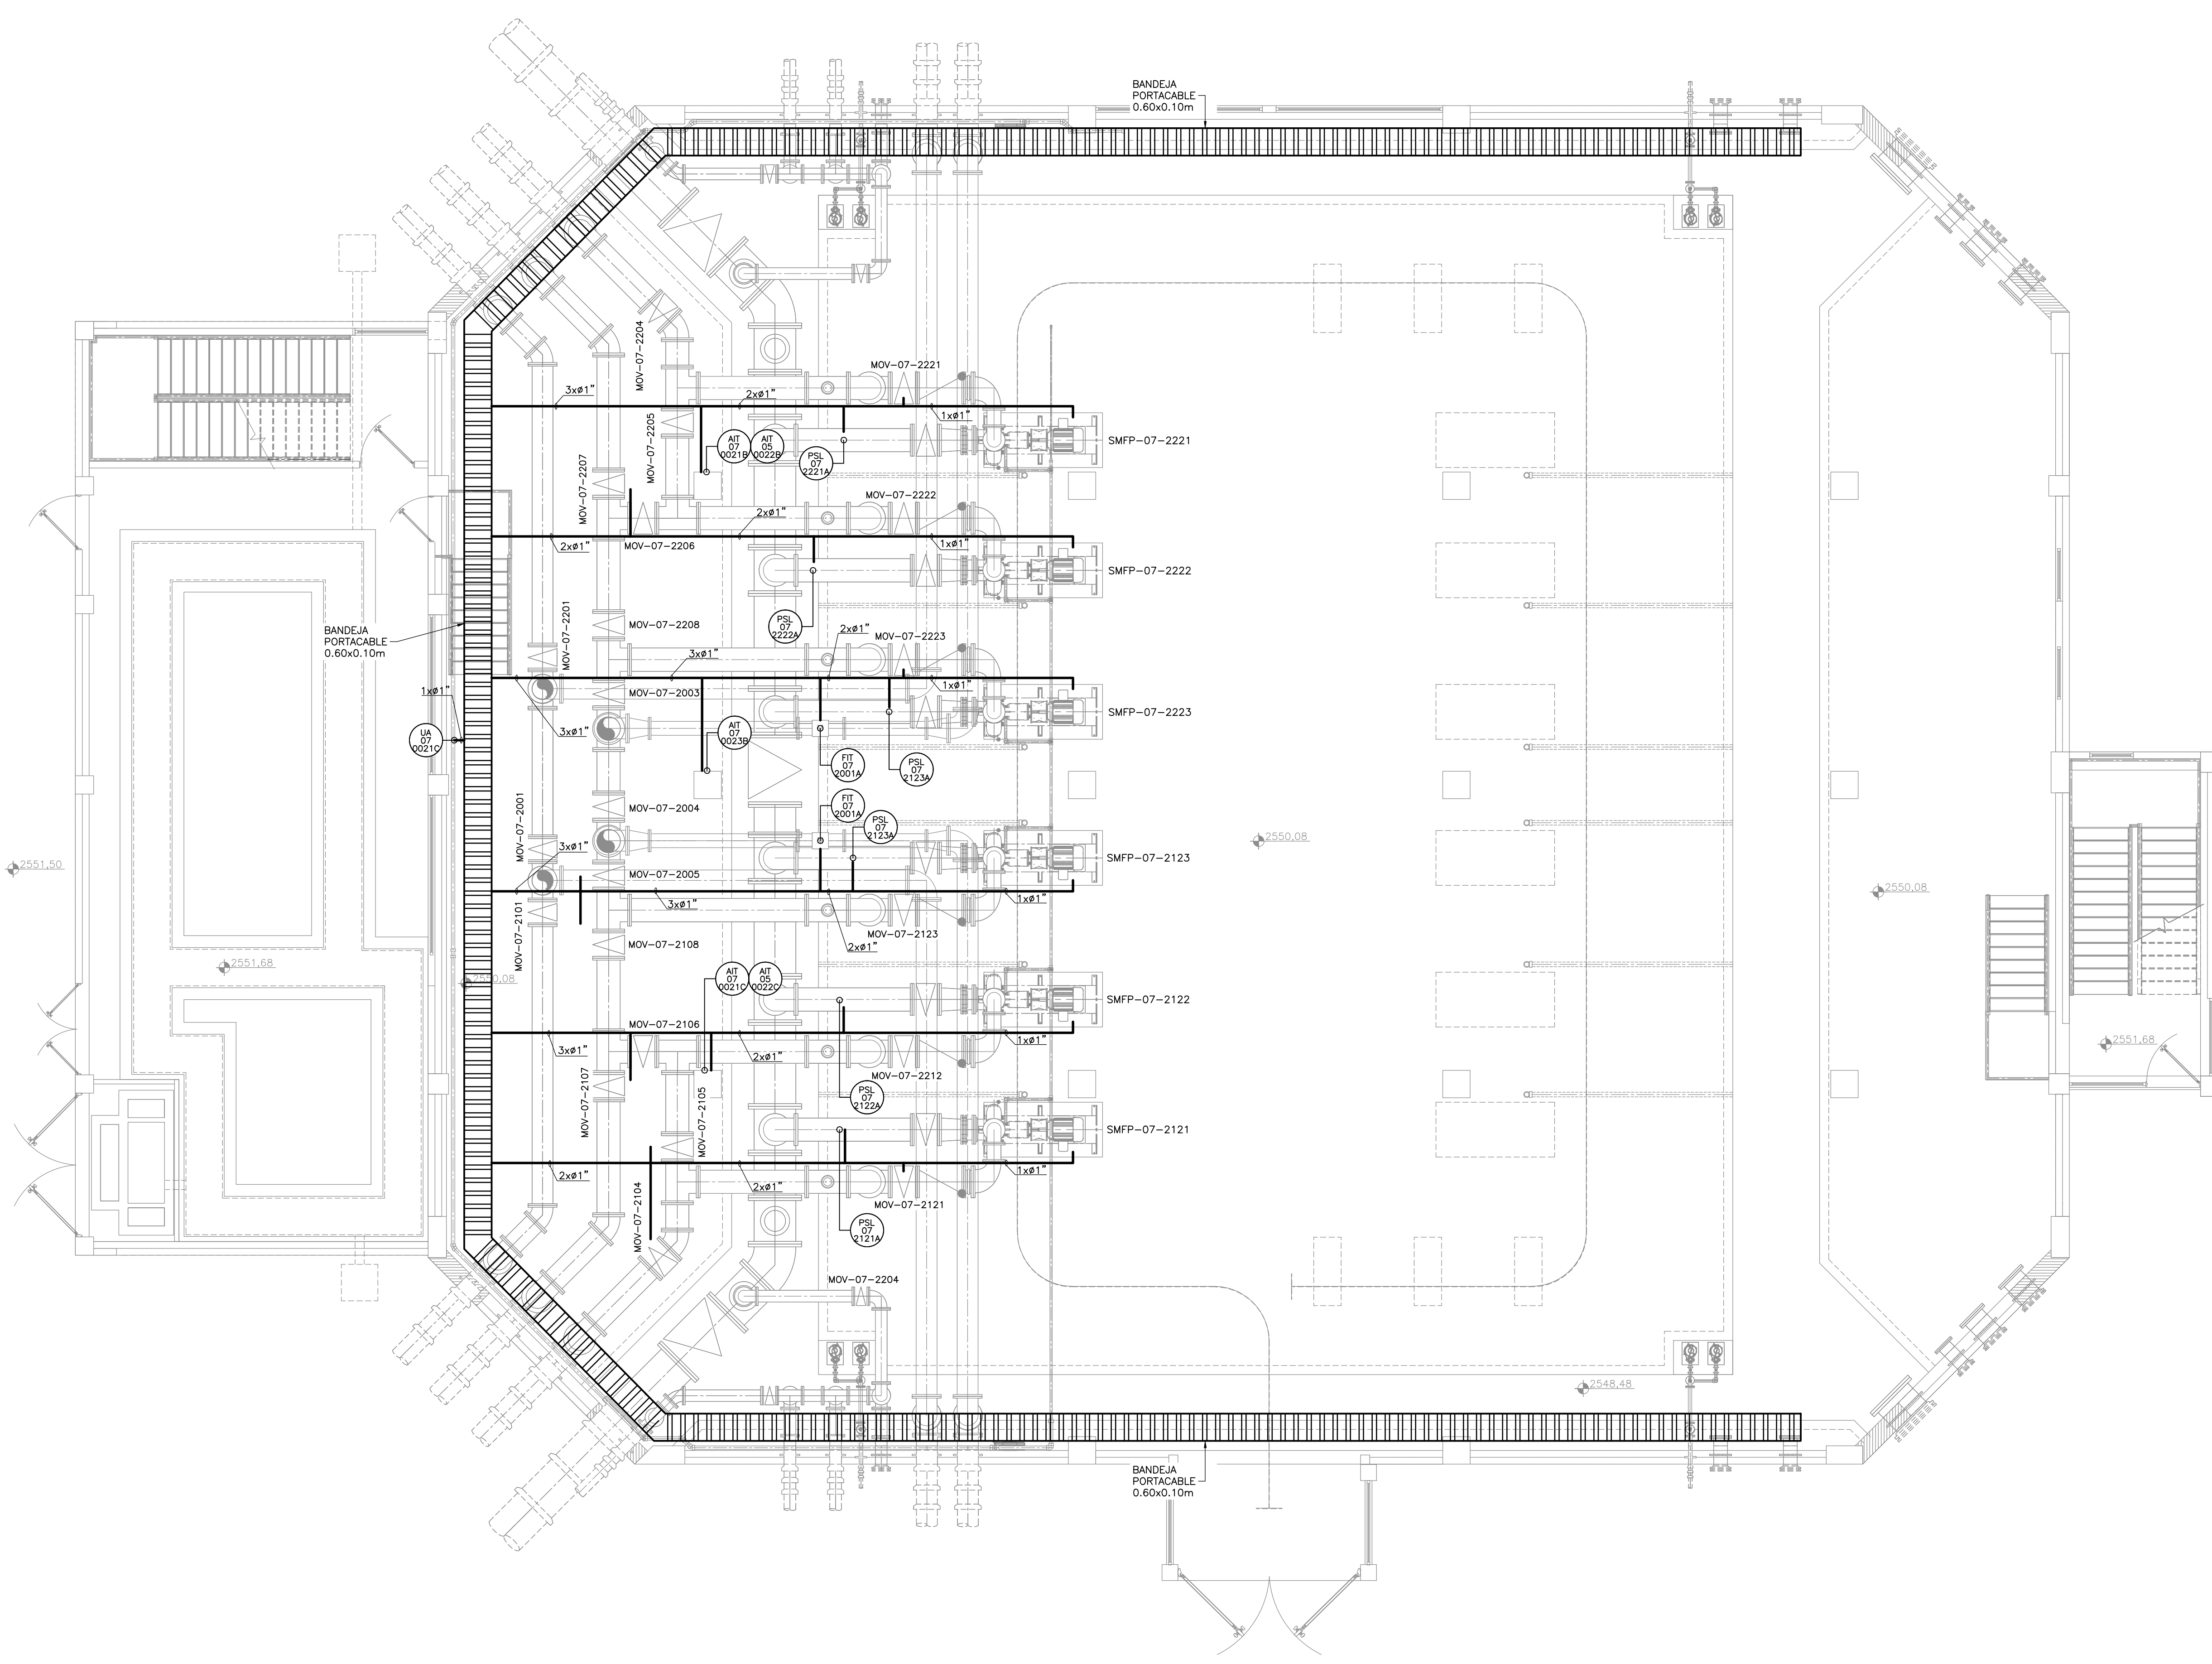 BANDEJA
PORTACABLE
0.60x0.10m
MOV-07-2204
MOV-07-2221
3xø1"
2xø1"
1xø1"
MOV-07-2205
AIT
07
0021B
AIT
05
0022B
PSL
07
2221A
SMFP-07-2221
MOV-07-2207
MOV-07-2222
2xø1"
2xø1"
1xø1"
MOV-07-2206
SMFP-07-2222
MOV-07-2201
MOV-07-2208
PSL
07
2222A
BANDEJA
PORTACABLE
0.60x0.10m
2xø1"
MOV-07-2223
3xø1"
1xø1"
1xø1"
MOV-07-2003
SMFP-07-2223
UA
07
0021C
3xø1"
AIT
07
0023B
FIT
07
2001A
PSL
07
2123A
MOV-07-2001
MOV-07-2004
FIT
07
2001A
PSL
07
2123A
2550,08
3xø1"
SMFP-07-2123
2551,50
MOV-07-2005
2550,08
3xø1"
1xø1"
MOV-07-2101
MOV-07-2123
MOV-07-2108
2xø1"
2551,68
2550,08
AIT
07
0021C
AIT
05
0022C
SMFP-07-2122
MOV-07-2106
3xø1"
2xø1"
1xø1"
2551,68
MOV-07-2107
MOV-07-2105
MOV-07-2212
PSL
07
2122A
SMFP-07-2121
2xø1"
2xø1"
1xø1"
MOV-07-2104
MOV-07-2121
PSL
07
2121A
MOV-07-2204
2548,48
BANDEJA
PORTACABLE
0.60x0.10m